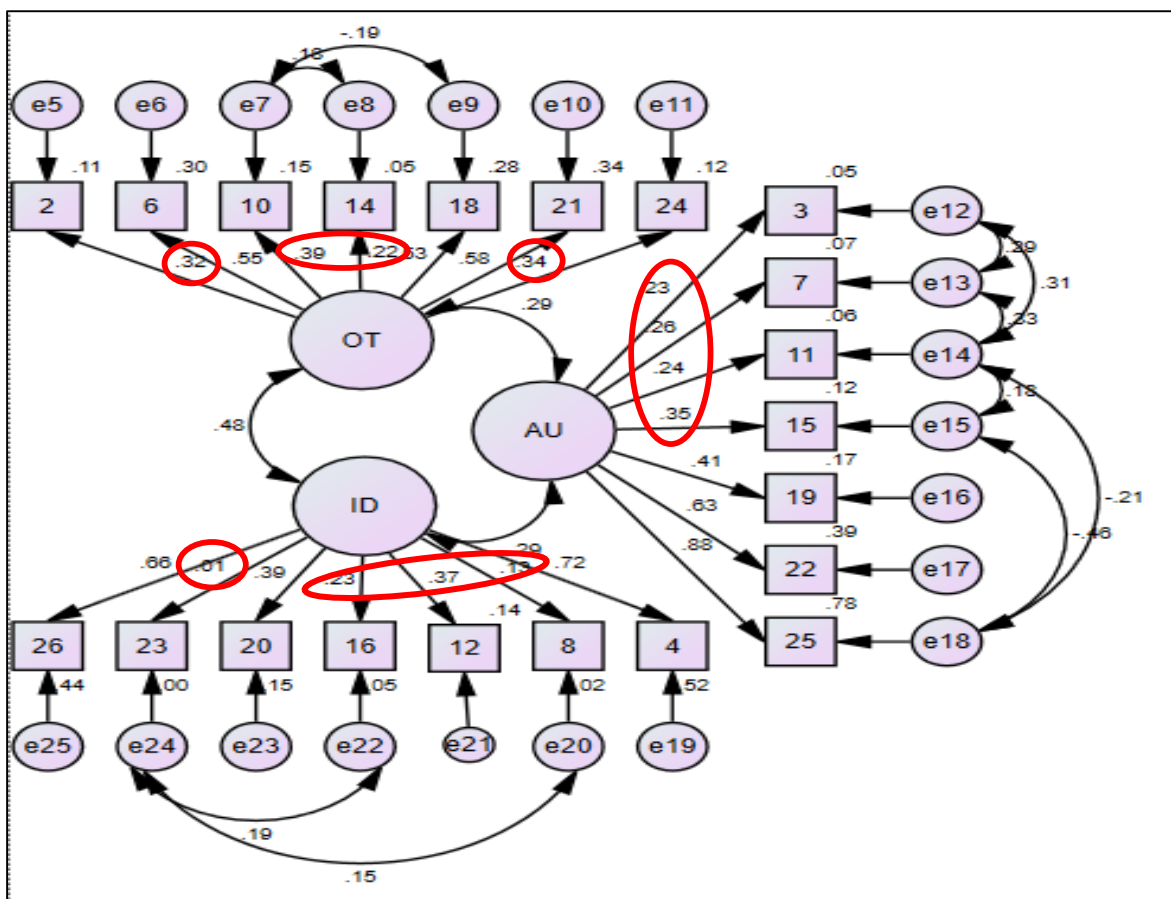 -.19
.18
e5 e6 e7 e8 e9 e10 e11
.11 .30 .15 .05 .28 .34 .12 .05
2 6 10 14 18 21 24 3 e12
.32 .55 .39 .22 .53 .58 .34 .07 .29
.29 .23 7 e13 .31
OT .26 .06 .33
.24 11 e14
.12 .18
.48 AU .35 15 e15
.41 .17
ID 19 e16 -.21
.63 .39 -.46
.66 .01 .39 .23 .37 .13 .29 .72 .88 22 e17
.14 .78
26 23 20 16 12 8 4 25 e18
.44 .00 .15 .05 .02 .52
e25 e24 e23 e22 e21 e20 e19
.19
.15